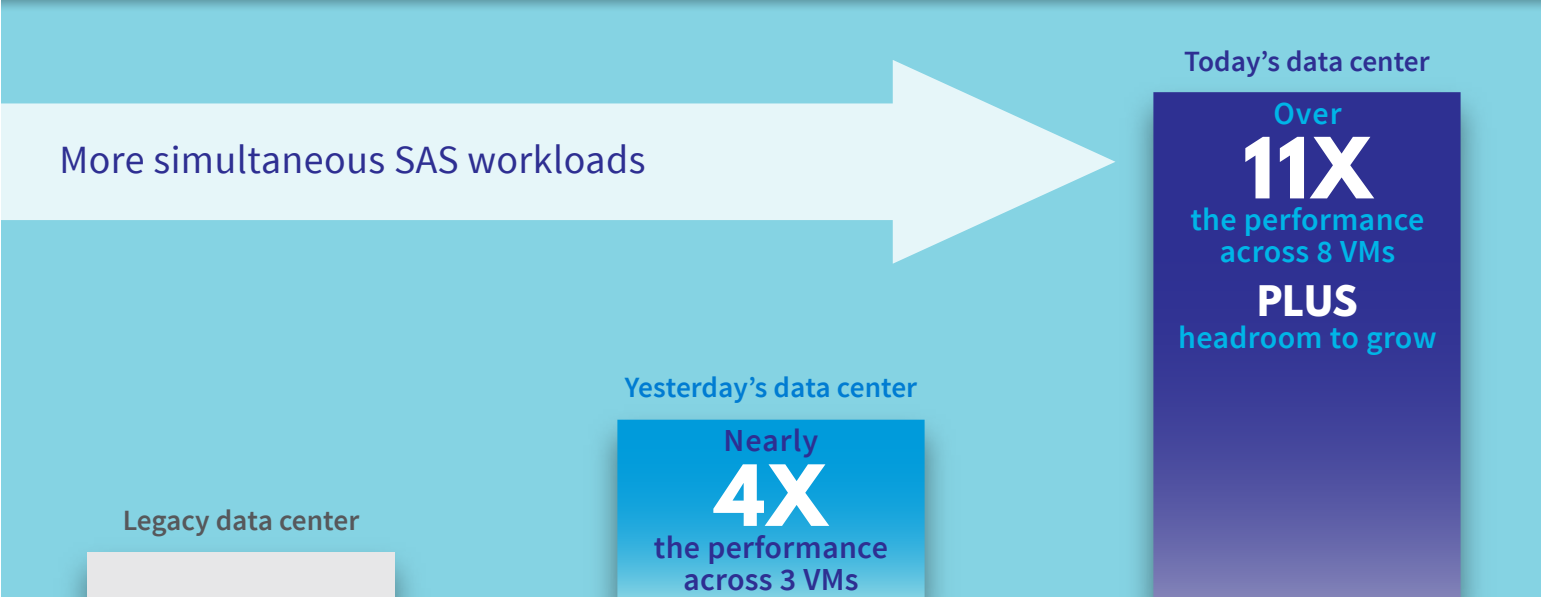 Today’s data center
Over
11X
the performance
across 8 VMs
PLUS
headroom to grow
More simultaneous SAS workloads
Yesterday’s data center
Nearly
4X
the performance
across 3 VMs
Legacy data center